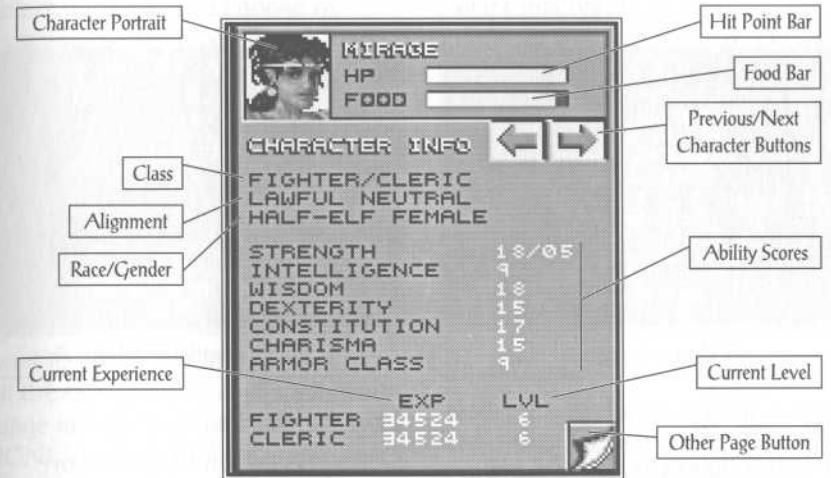 Character Portrait
Hit Point Bar
Food Bar
Previous/Next
Character Buttons
MIRAGE
HP
FOOD
CHARACTER INFO
Class
Alignment
Race/Gender
FIGHTER/CLERIC
LAWFUL NEUTRAL
HALF-ELF FEMALE
STRENGTH 18/05
INTELLIGENCE 9
WISDOM 18
DEXTERITY 15
CONSTITUTION 17
CHARISMA 15
ARMOR CLASS 9
Ability Scores
Current Experience
Current Level
EXP LVL
FIGHTER 34524 6
CLERIC 34524 6
Other Page Button